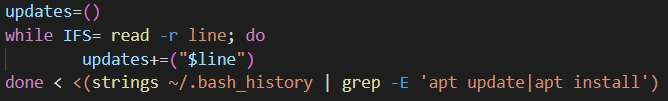 updates=()
while IFS= read -r line; do
        updates+=("$line")
done < <(strings ~/.bash_history | grep -E 'apt update|apt install')